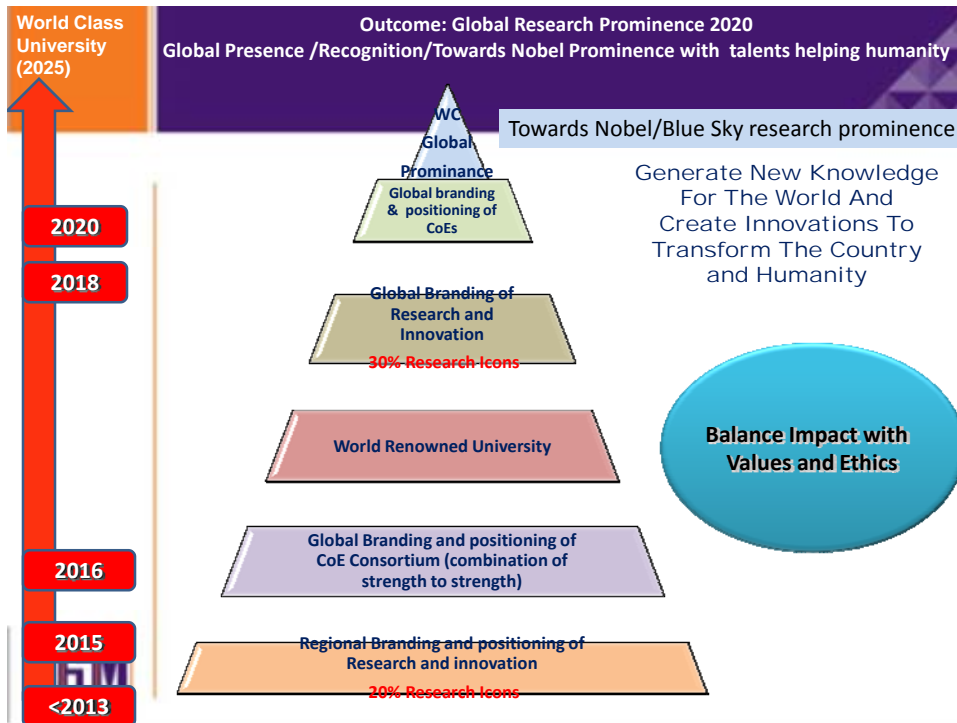 World Class
University
(2025)
Outcome: Global Research Prominence 2020
Global Presence /Recognition/Towards Nobel Prominence with talents helping humanity
WC
Global
Prominance
Towards Nobel/Blue Sky research prominence
Generate New Knowledge
For The World And
Create Innovations To
Transform The Country
and Humanity
Global branding
& positioning of
CoEs
2020
2018
Global Branding of
Research and
Innovation
30% Research Icons
World Renowned University
Balance Impact with
Values and Ethics
Global Branding and positioning of
CoE Consortium (combination of
strength to strength)
2016
2015
Regional Branding and positioning of
Research and innovation
20% Research Icons
<2013